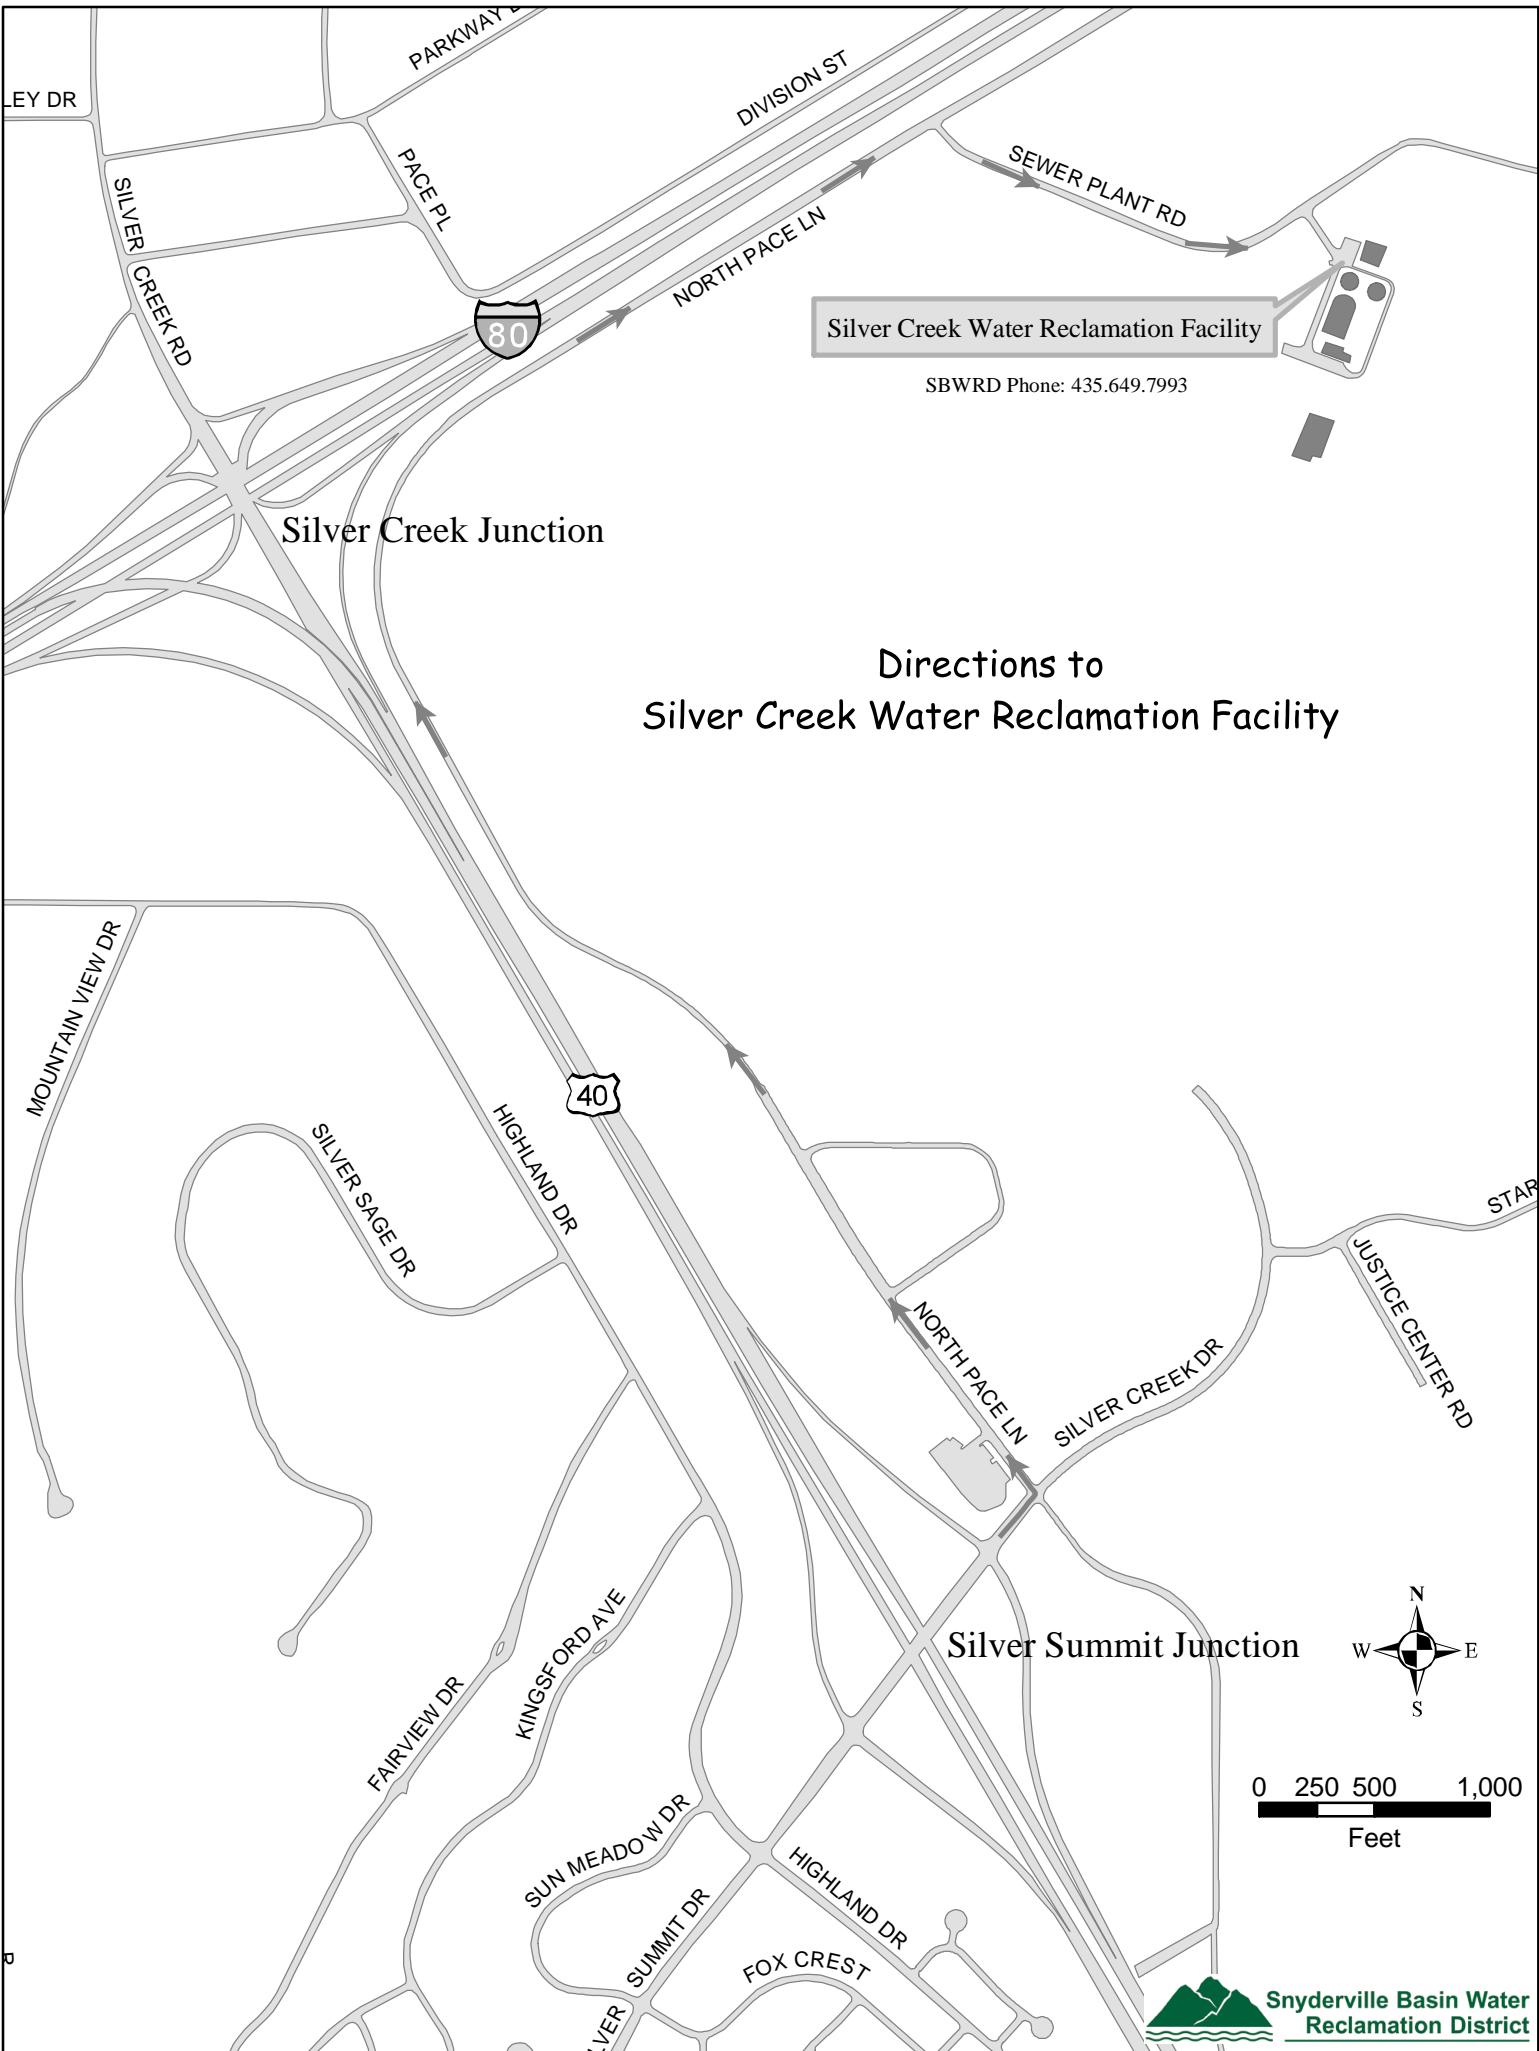 PARKWAY
LEY DR
DIVISION ST
PACE PL
SEWER PLANT RD
SILVER CREEK RD
NORTH PACE LN
80
Silver Creek Water Reclamation Facility
SBWRD Phone: 435.649.7993
Silver Creek Junction
Directions to
Silver Creek Water Reclamation Facility
MOUNTAIN VIEW DR
40
HIGHLAND DR
SILVER SAGE DR
STAR
JUSTICE CENTER RD
NORTH PACE LN
SILVER CREEK DR
N
W E
S
Silver Summit Junction
KINGSFORD AVE
FAIRVIEW DR
0 250 500 1,000
Feet
SUN MEADOW DR
HIGHLAND DR
SUMMIT DR
FOX CREST
R
LVER
Snyderville Basin Water
Reclamation District